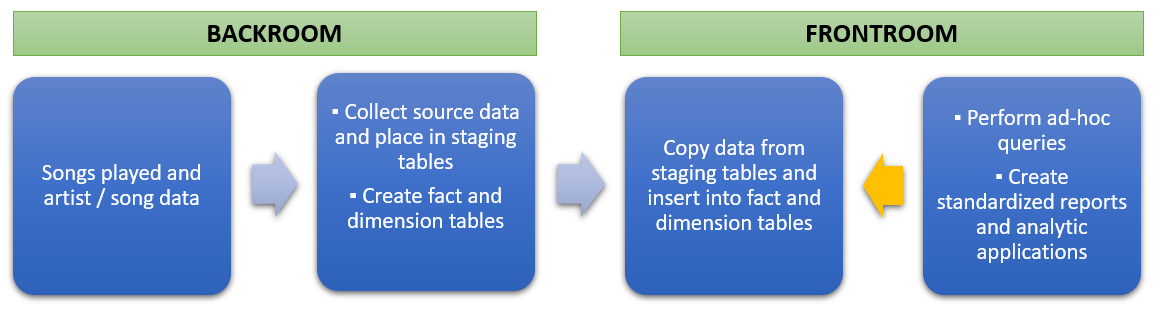 BACKROOM
FRONTROOM
Songs played and
artist / song data
▪ Collect source data
and place in staging
tables
▪ Create fact and
dimension tables
Copy data from
staging tables and
insert into fact and
dimension tables
▪ Perform ad-hoc
queries
▪ Create
standardized reports
and analytic
applications